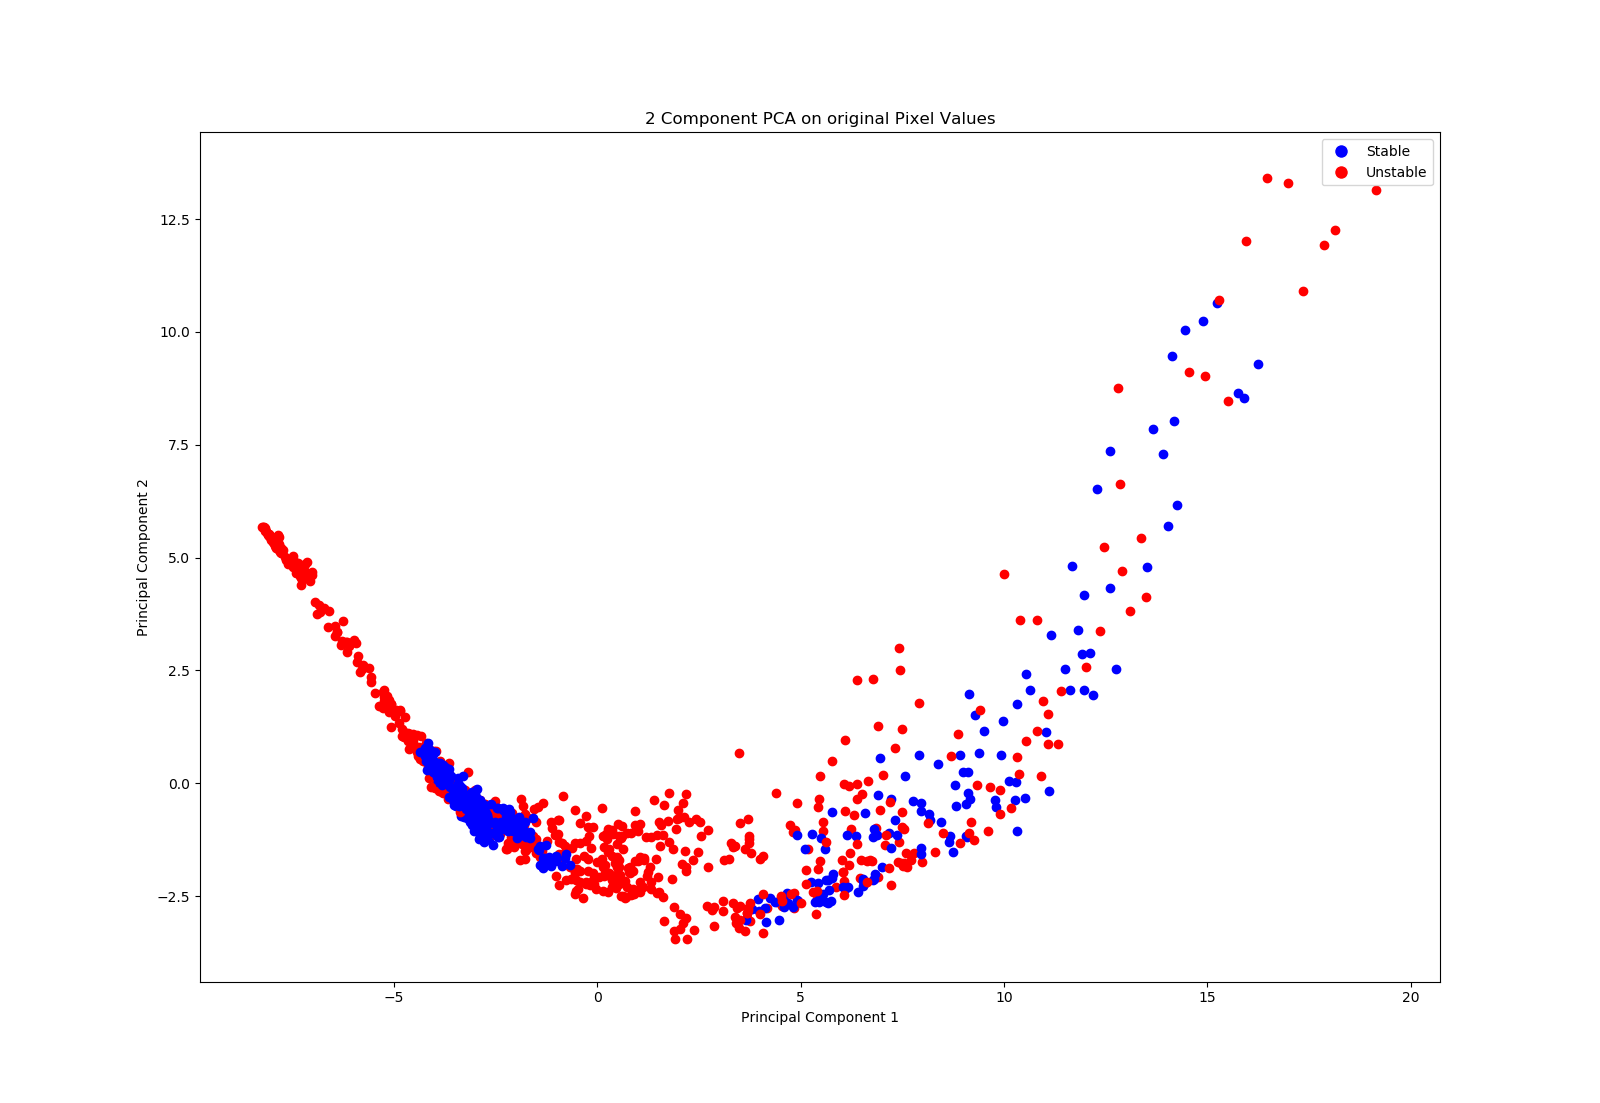 2 Component PCA on original Pixel Values
Stable
Unstable
12.5
10.0
7.5
5.0
2.5
0.0
−2.5
Principal Component 2
−5
0
5
10
15
20
Principal Component 1